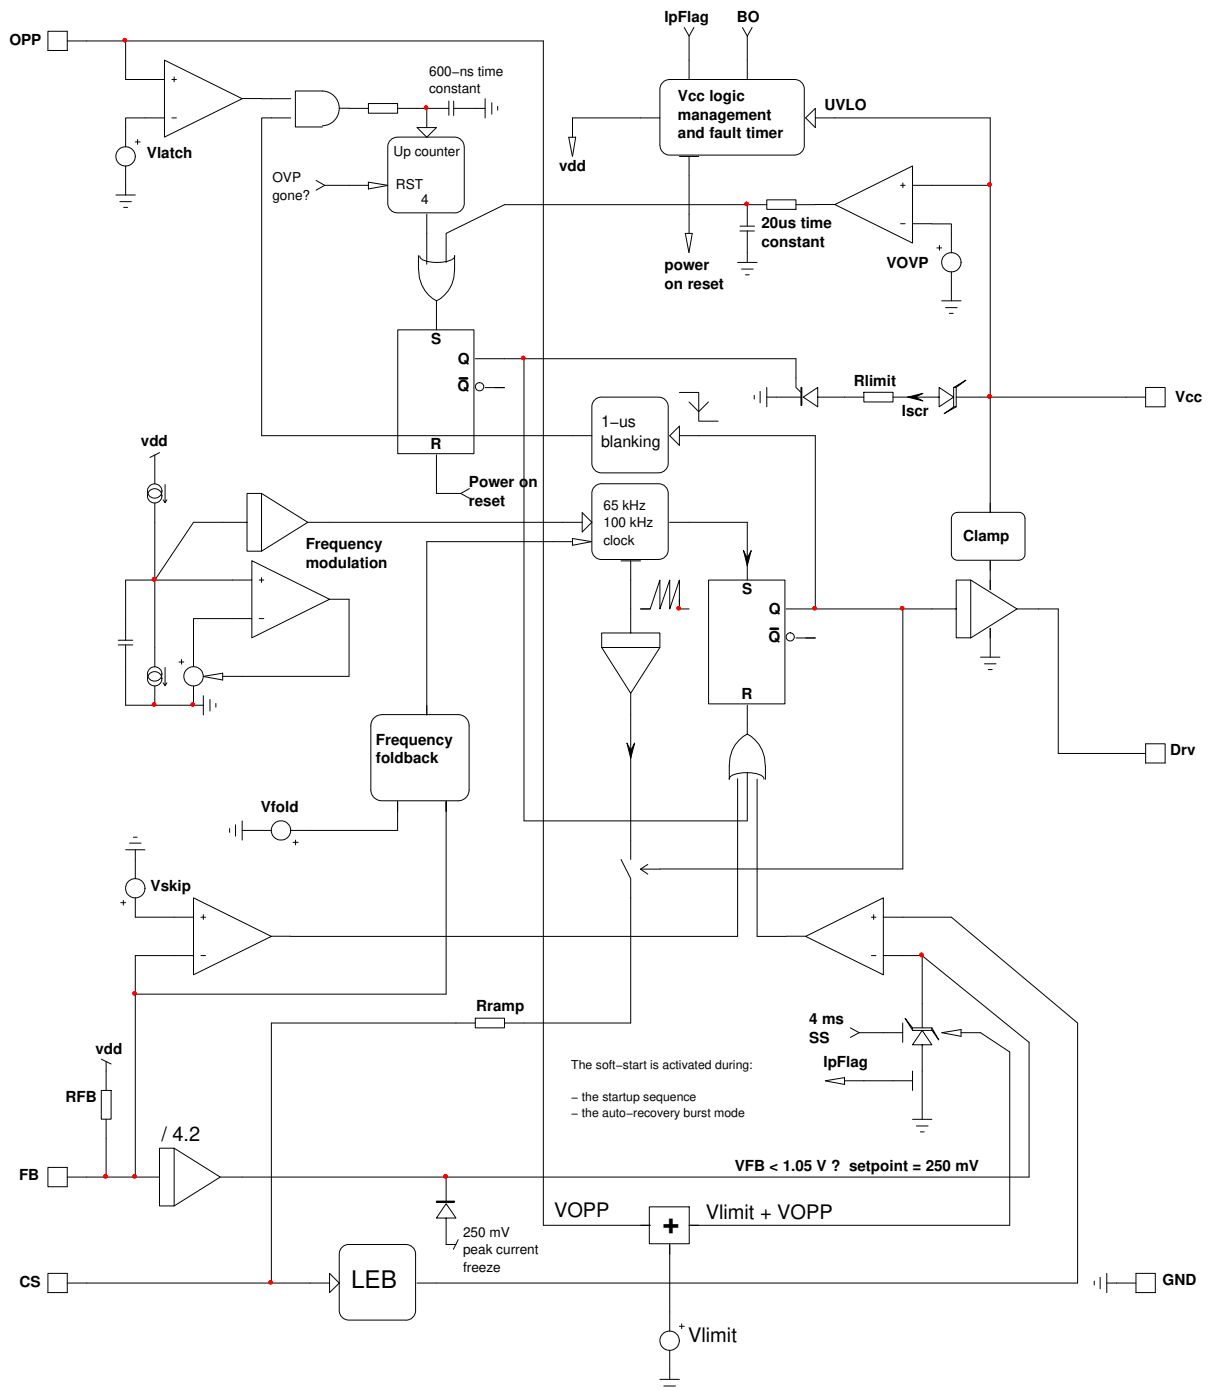 IpFlag
BO
OPP
600-ns time
constant
Vcc logic
management
and fault timer
UVLO
+
−
+
Vlatch
vdd
Up counter
OVP
gone?
RST
4
+
−
20us time
constant
+
VOVP
power
on reset
S
Q
Q
R
Rlimit
Iscr
Vcc
1−us
blanking
vdd
Power on
reset
65 kHz
100 kHz
clock
Frequency
modulation
Clamp
+
−
+
S
Q
Q
R
Frequency
foldback
Drv
Vfold
+
Vskip
+
+
−
+
−
Rramp
4 ms
SS
vdd
RFB
The soft−start is activated during:
− the startup sequence
− the auto−recovery burst mode
IpFlag
/ 4.2
FB
VFB < 1.05 V ? setpoint = 250 mV
VOPP
+
Vlimit + VOPP
250 mV
peak current
freeze
CS
LEB
GND
+
Vlimit